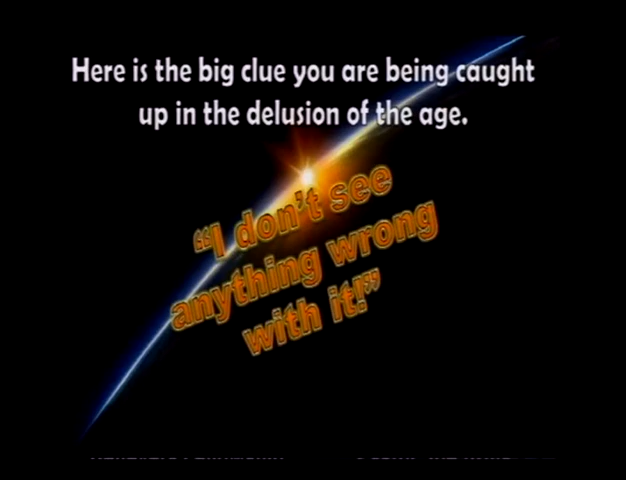 Here is the big clue you are being caught
up in the delusion of the age.
“I don't see
anything wrong
with it!”